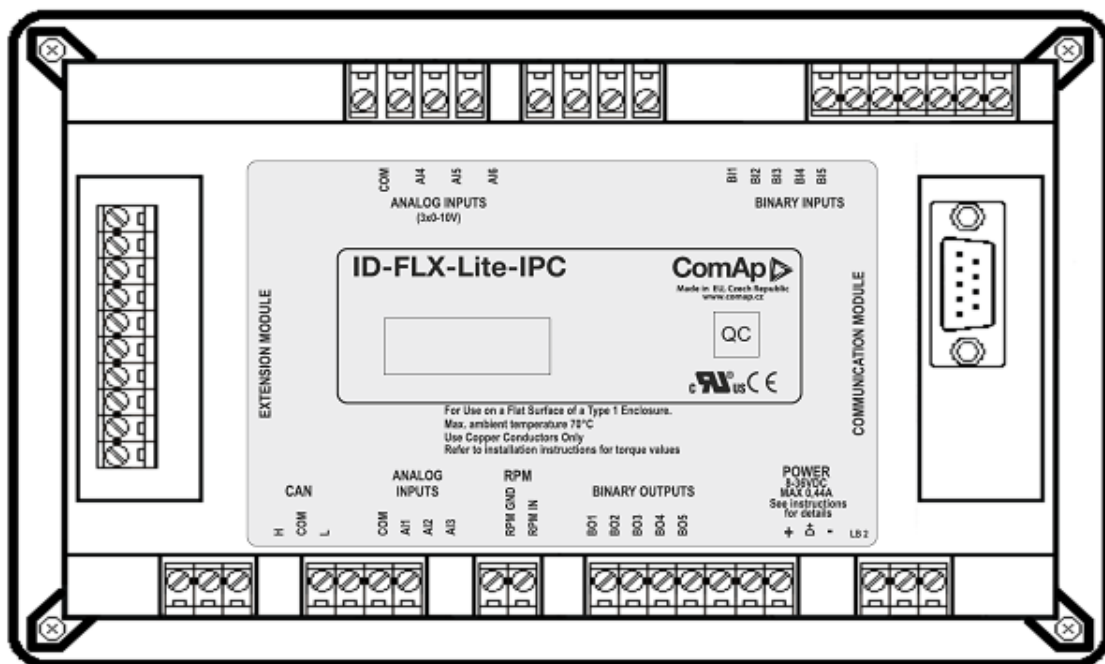 COM AI4 AI5 AI6
ANALOG INPUTS
(3x0-10V)
BI1 BI2 BI3 BI4 BI5
BINARY INPUTS
EXTENSION MODULE
ID-FLX-Lite-IPC
ComAp
Made in EU, Czech Republic
www.comap.cz
QC
c RU US CE
COMMUNICATION MODULE
For Use on a Flat Surface of a Type 1 Enclosure.
Max. ambient temperature 70°C
Use Copper Conductors Only
Refer to installation instructions for torque values
CAN
H COM L
ANALOG
INPUTS
COM AI1 AI2 AI3
RPM
RPM GND RPM IN
BINARY OUTPUTS
BO1 BO2 BO3 BO4 BO5
POWER
8-36VDC
MAX 0,44A
See instructions
for details
+ D+ -
LB 2